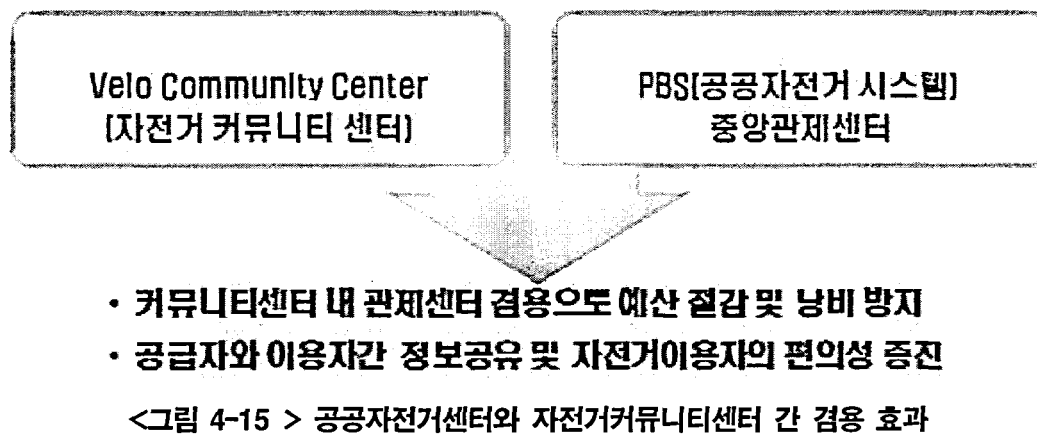 Velo Community Center
[자전거 커뮤니티 센터]
PBS[공공자전거 시스템]
중앙관제센터
• 커뮤니티센터 내 관제센터 겸용으로 예산 절감 및 낭비 방지
• 공급자와 이용자간 정보공유 및 자전거이용자의 편의성 증진
<그림 4-15 > 공공자전거센터와 자전거커뮤니티센터 간 겸용 효과